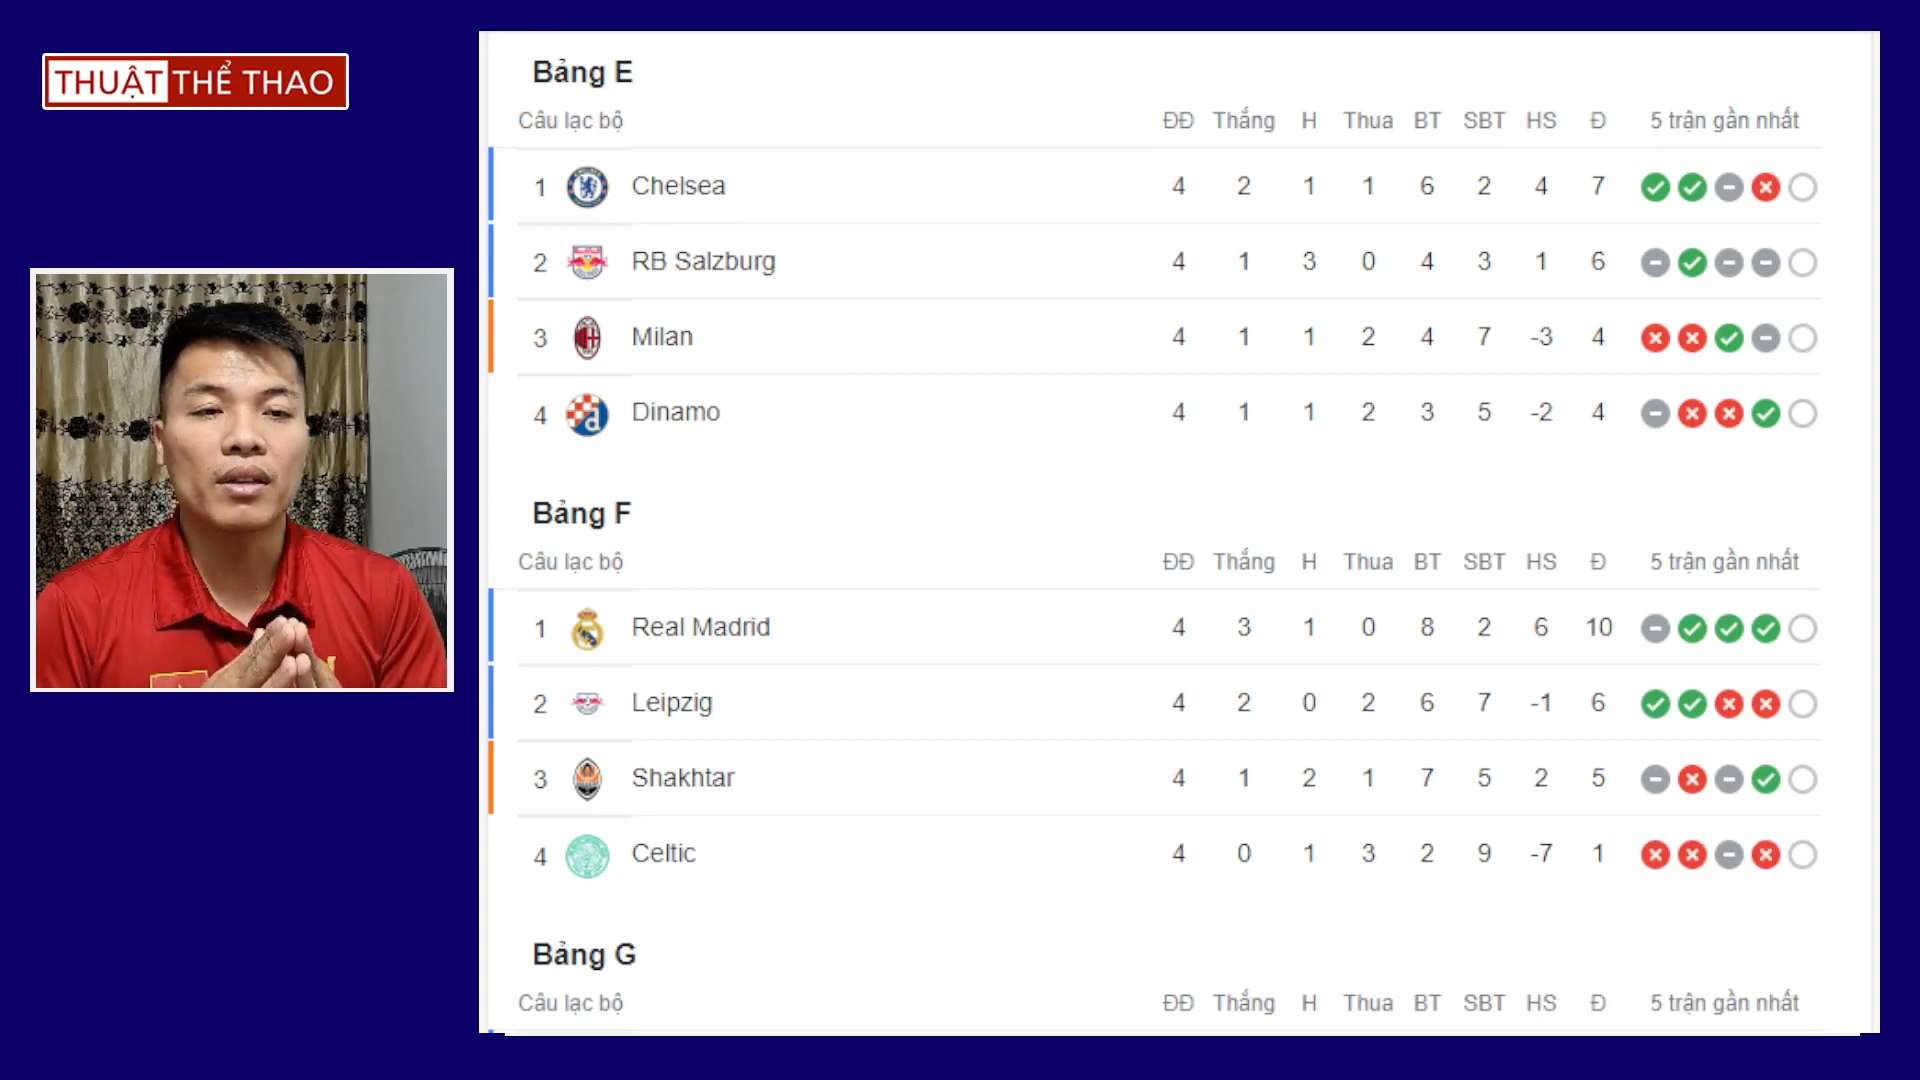 THUẬT THỂ THAO
Bảng E
Câu lạc bộ ĐĐ Thắng H Thua BT SBT HS Đ 5 trận gần nhất
1 Chelsea 4 2 1 1 6 2 4 7
2 RB Salzburg 4 1 3 0 4 3 1 6
3 Milan 4 1 1 2 4 7 -3 4
4 Dinamo 4 1 1 2 3 5 -2 4
Bảng F
Câu lạc bộ ĐĐ Thắng H Thua BT SBT HS Đ 5 trận gần nhất
1 Real Madrid 4 3 1 0 8 2 6 10
2 Leipzig 4 2 0 2 6 7 -1 6
3 Shakhtar 4 1 2 1 7 5 2 5
4 Celtic 4 0 1 3 2 9 -7 1
Bảng G
Câu lạc bộ ĐĐ Thắng H Thua BT SBT HS Đ 5 trận gần nhất